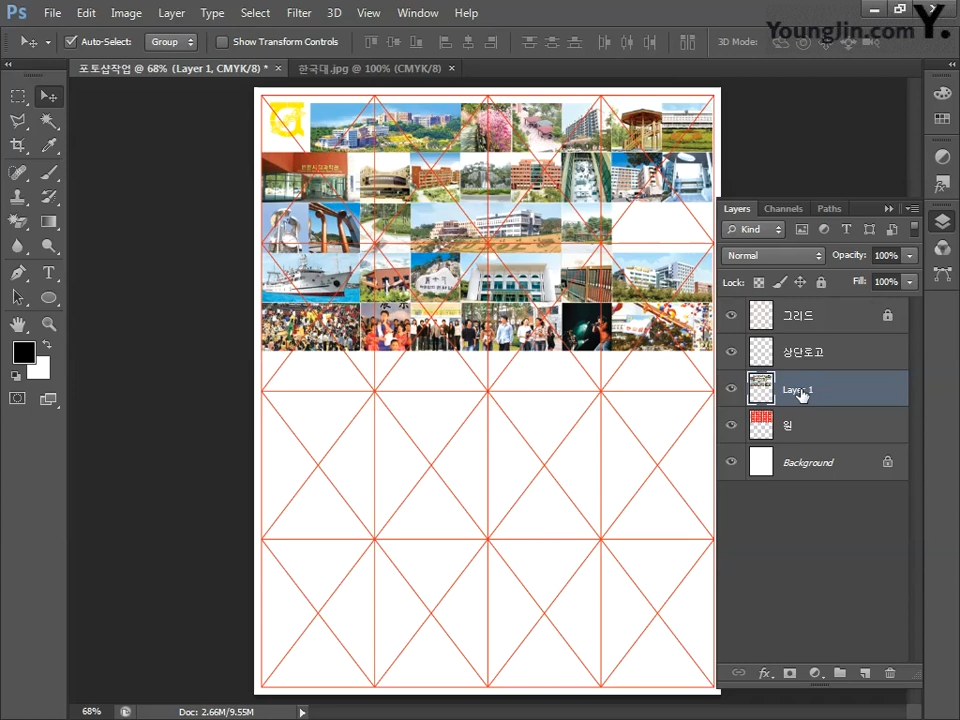 Ps File Edit Image Layer Type Select Filter 3D View Window Help
YoungJin.com Y.
Auto-Select: Group Show Transform Controls 3D Mode:
포토샵작업 @ 68% (Layer 1, CMYK/8) * × 한국대.jpg @ 100% (CMYK/8) ×
Layers Channels Paths
Kind
Normal Opacity: 100%
Lock: Fill: 100%
그리드
상단로고
Layer 1
원
Background
fx
68% Doc: 2.66M/9.55M